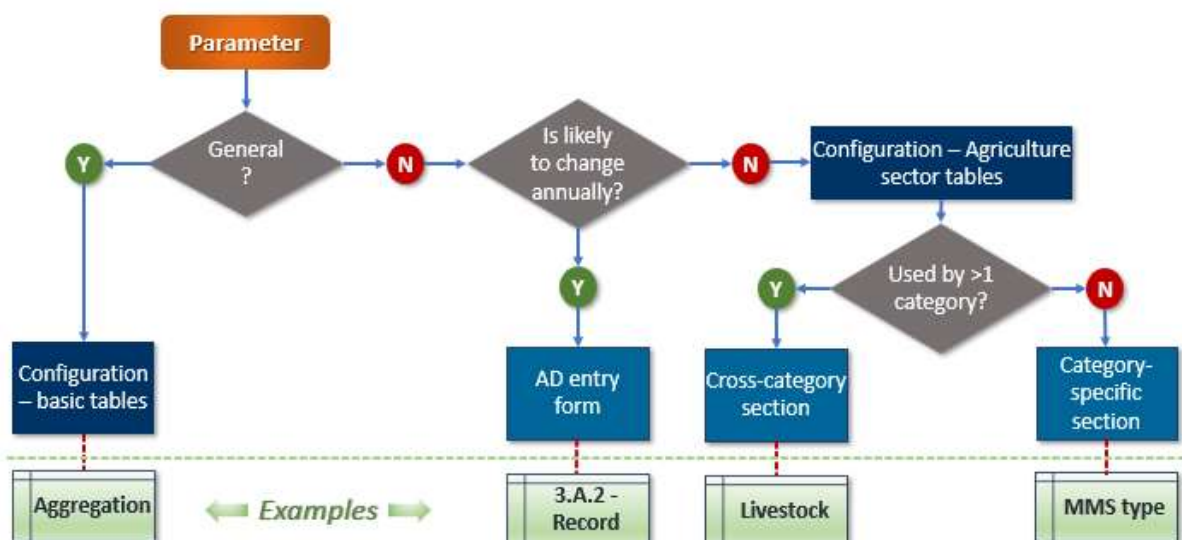 Parameter
General
?
Y
N
Is likely
to change
annually?
N
Configuration – Agriculture
sector tables
Y
Used by >1
category?
Y
N
Configuration
– basic tables
AD entry
form
Cross-category
section
Category-
specific
section
Aggregation
Examples
3.A.2 -
Record
Livestock
MMS type